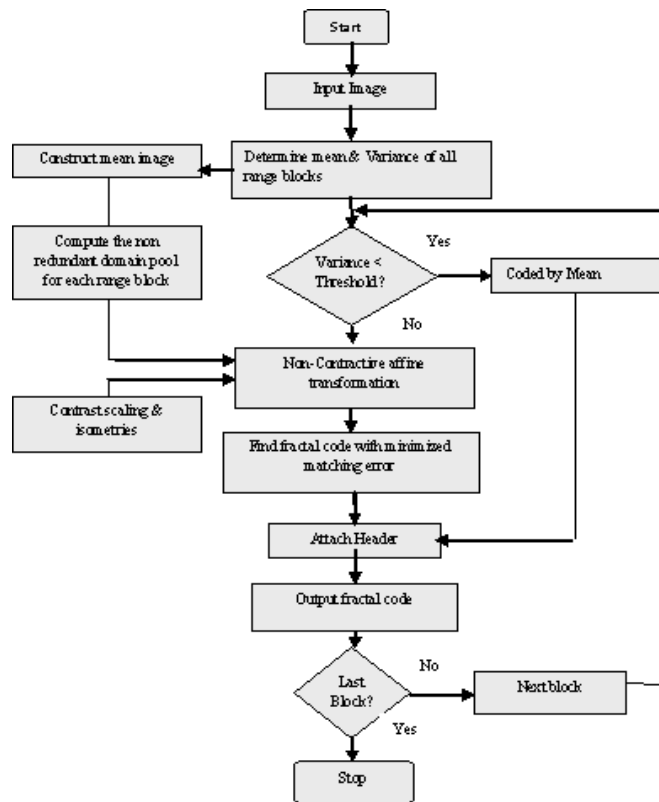 Start
Input Image
Construct mean image
Determine mean & Variance of all
range blocks
Compute the non
redundant domain pool
for each range block
Yes
Variance <
Threshold?
Coded by Mean
No
Non-Contractive affine
transformation
Contrast scaling &
isometries
Find fractal code with minimized
matching error
Attach Header
Output fractal code
No
Last
Block?
Next block
Yes
Stop